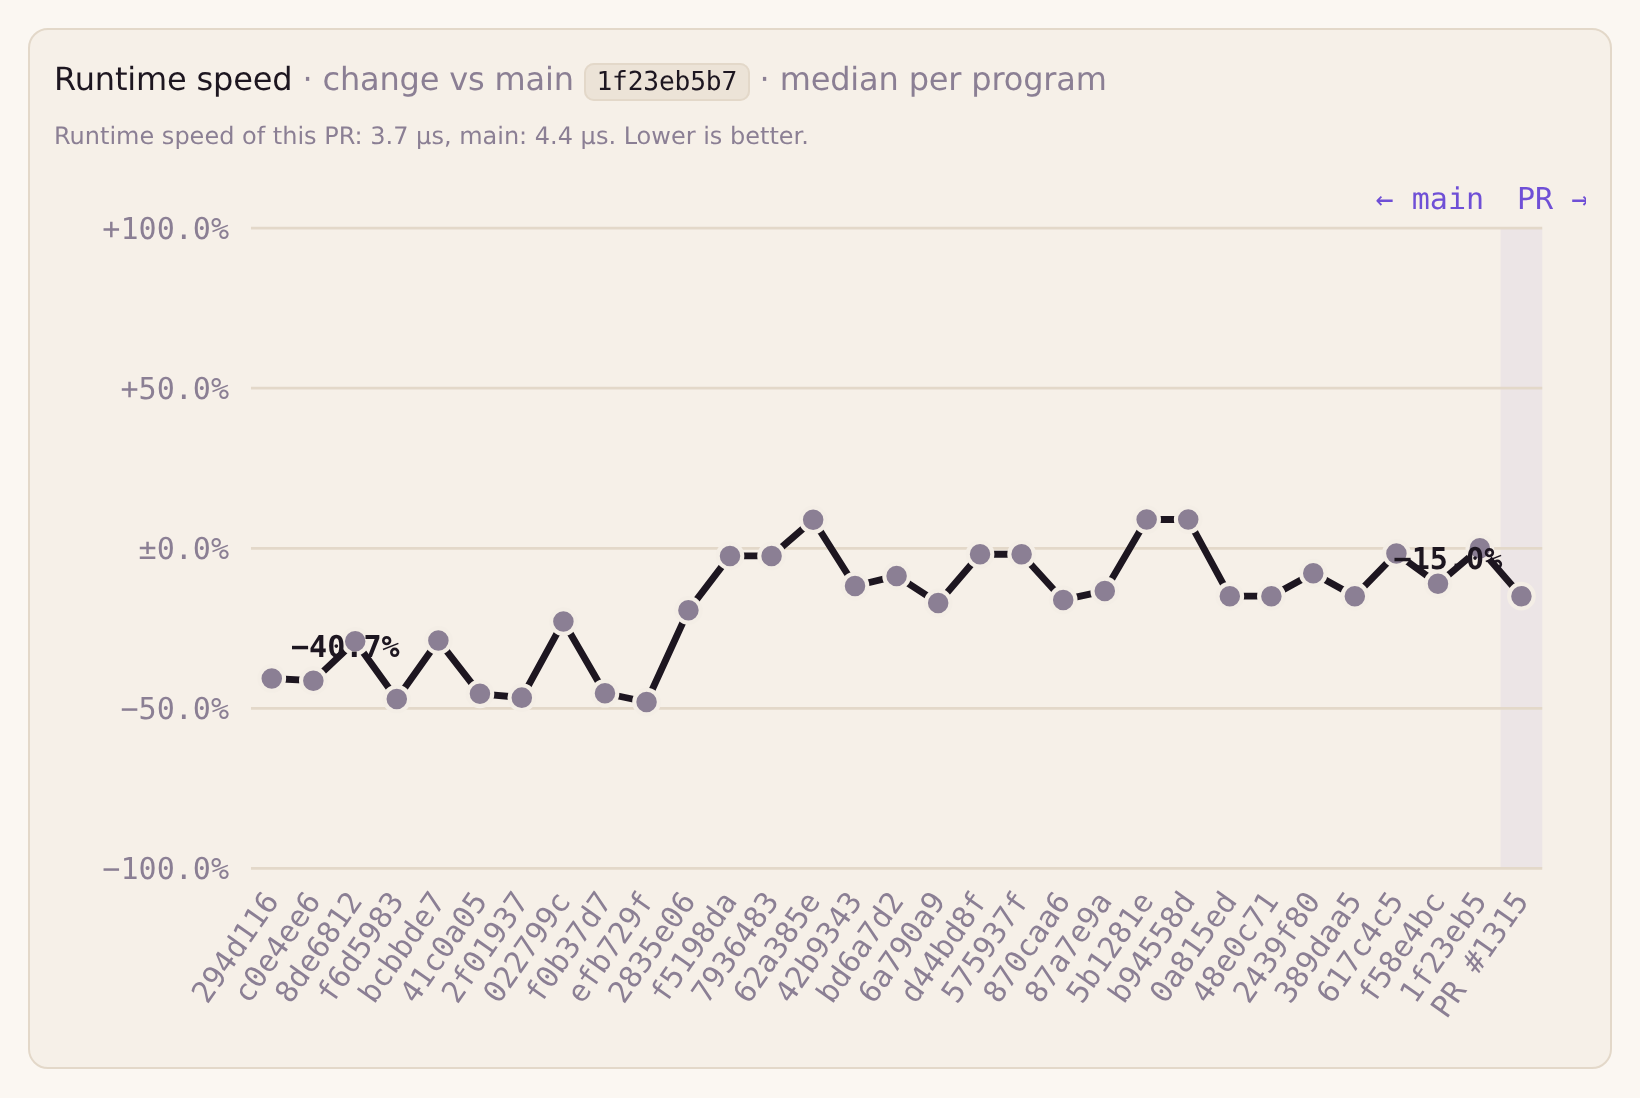 Runtime speed · change vs main 1f23eb5b7 · median per program
Runtime speed of this PR: 3.7 µs, main: 4.4 µs. Lower is better.
← main PR →
+100.0%
+50.0%
±0.0%
−15.0%
−40.7%
−50.0%
−100.0%
294d116
c0e4ee6
8de6812
f6d5983
bcbbde7
41c0a05
2f01937
022799c
f0b37d7
efb729f
2835e06
f5198da
7936483
62a385e
42b9343
bd6a7d2
6a790a9
d44bd8f
575937f
870caa6
87a7e9a
5b1281e
b94558d
0a815ed
48e0c71
2439f80
389daa5
617c4c5
f58e4bc
1f23eb5
PR #1315